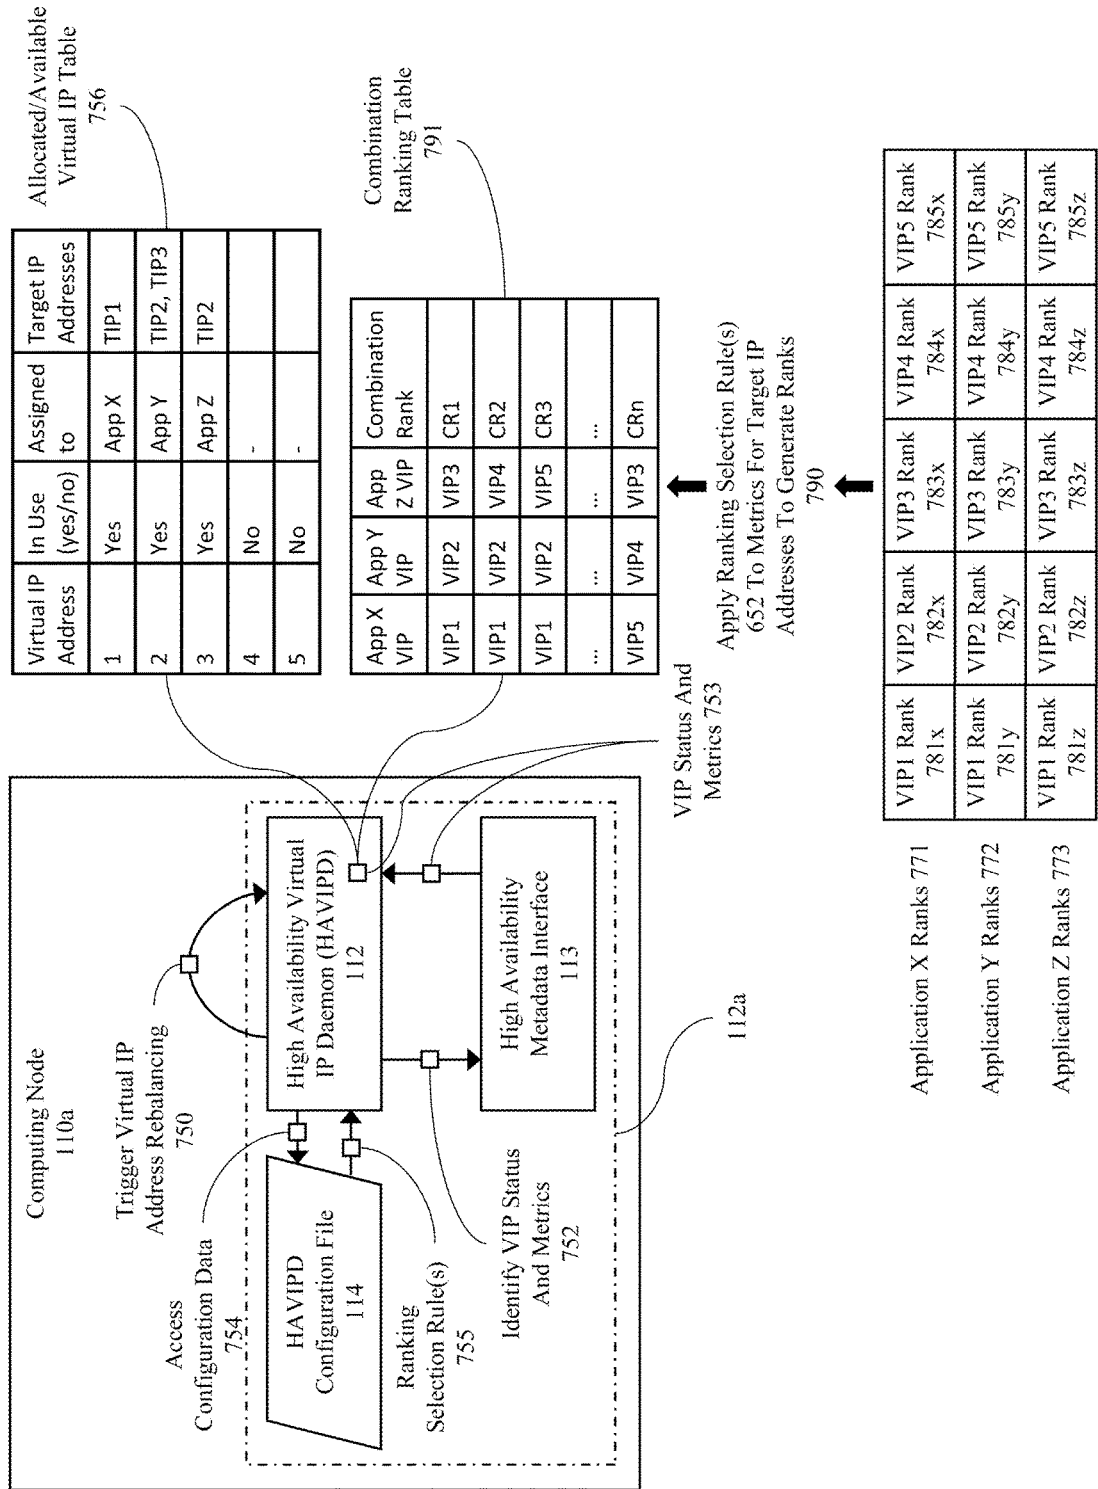 Computing Node
110a
Trigger Virtual IP
Address Rebalancing
750
Access
Configuration Data
754
HAVIPD
Configuration File
114
Ranking
Selection Rule(s)
755
High Availability Virtual
IP Daemon (HAVIPD)
112
Identify VIP Status
And Metrics
752
High Availability
Metadata Interface
113
112a
VIP Status And
Metrics 753
Allocated/Available
Virtual IP Table
756
Virtual IP Address | In Use (yes/no) | Assigned to | Target IP Addresses
1 | Yes | App X | TIP1
2 | Yes | App Y | TIP2, TIP3
3 | Yes | App Z | TIP2
4 | No | -
5 | No | -
Combination
Ranking Table
791
App X VIP | App Y VIP | App Z VIP | Combination Rank
VIP1 | VIP2 | VIP3 | CR1
VIP1 | VIP2 | VIP4 | CR2
VIP1 | VIP2 | VIP5 | CR3
... | ... | ... | ...
VIP5 | VIP4 | VIP3 | CRn
Apply Ranking Selection Rule(s)
652 To Metrics For Target IP
Addresses To Generate Ranks
790
Application X Ranks 771 | VIP1 Rank 781x | VIP2 Rank 782x | VIP3 Rank 783x | VIP4 Rank 784x | VIP5 Rank 785x
Application Y Ranks 772 | VIP1 Rank 781y | VIP2 Rank 782y | VIP3 Rank 783y | VIP4 Rank 784y | VIP5 Rank 785y
Application Z Ranks 773 | VIP1 Rank 781z | VIP2 Rank 782z | VIP3 Rank 783z | VIP4 Rank 784z | VIP5 Rank 785z